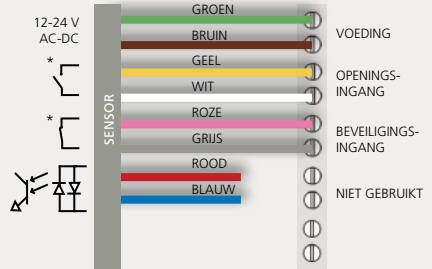 12-24 V
AC-DC
*
*
SENSOR
GROEN
BRUIN
GEEL
WIT
ROZE
GRIJS
ROOD
BLAUW
VOEDING
OPENINGS-
INGANG
BEVEILIGINGS-
INGANG
NIET GEBRUIKT